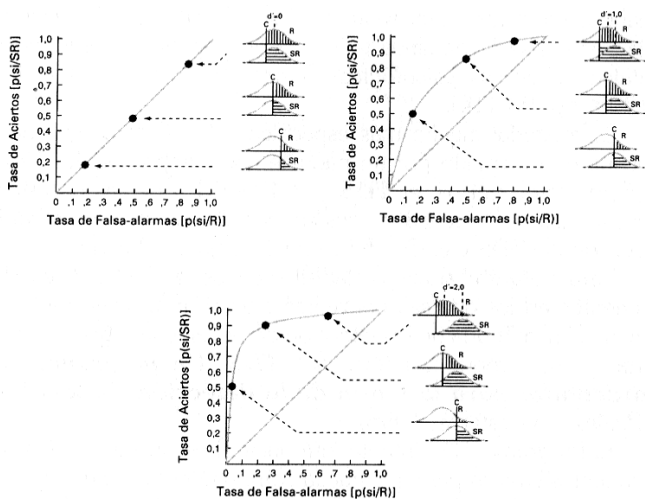 d'=0
C
R
SR
C
R
SR
C
R
SR
Tasa de Aciertos [p(si/SR)]
1,0
0,9
0,8
0,7
0,6
0,5
0,4
0,3
0,2
0,1
0 ,1 ,2 ,3 ,4 ,5 ,6 ,7 ,8 ,9 1,0
Tasa de Falsa-alarmas [p(si/R)]
d'=1,0
C
R
SR
C
R
SR
C
R
SR
Tasa de Aciertos [p(si/SR)]
1,0
0,9
0,8
0,7
0,6
0,5
0,4
0,3
0,2
0,1
0 ,1 ,2 ,3 ,4 ,5 ,6 ,7 ,8 ,9 1,0
Tasa de Falsa-alarmas [p(si/R)]
d'=2,0
C
R
SR
C
R
SR
C
R
SR
Tasa de Aciertos [p(si/SR)]
1,0
0,9
0,8
0,7
0,6
0,5
0,4
0,3
0,2
0,1
0 ,1 ,2 ,3 ,4 ,5 ,6 ,7 ,8 ,9 1,0
Tasa de Falsa-alarmas [p(si/R)]